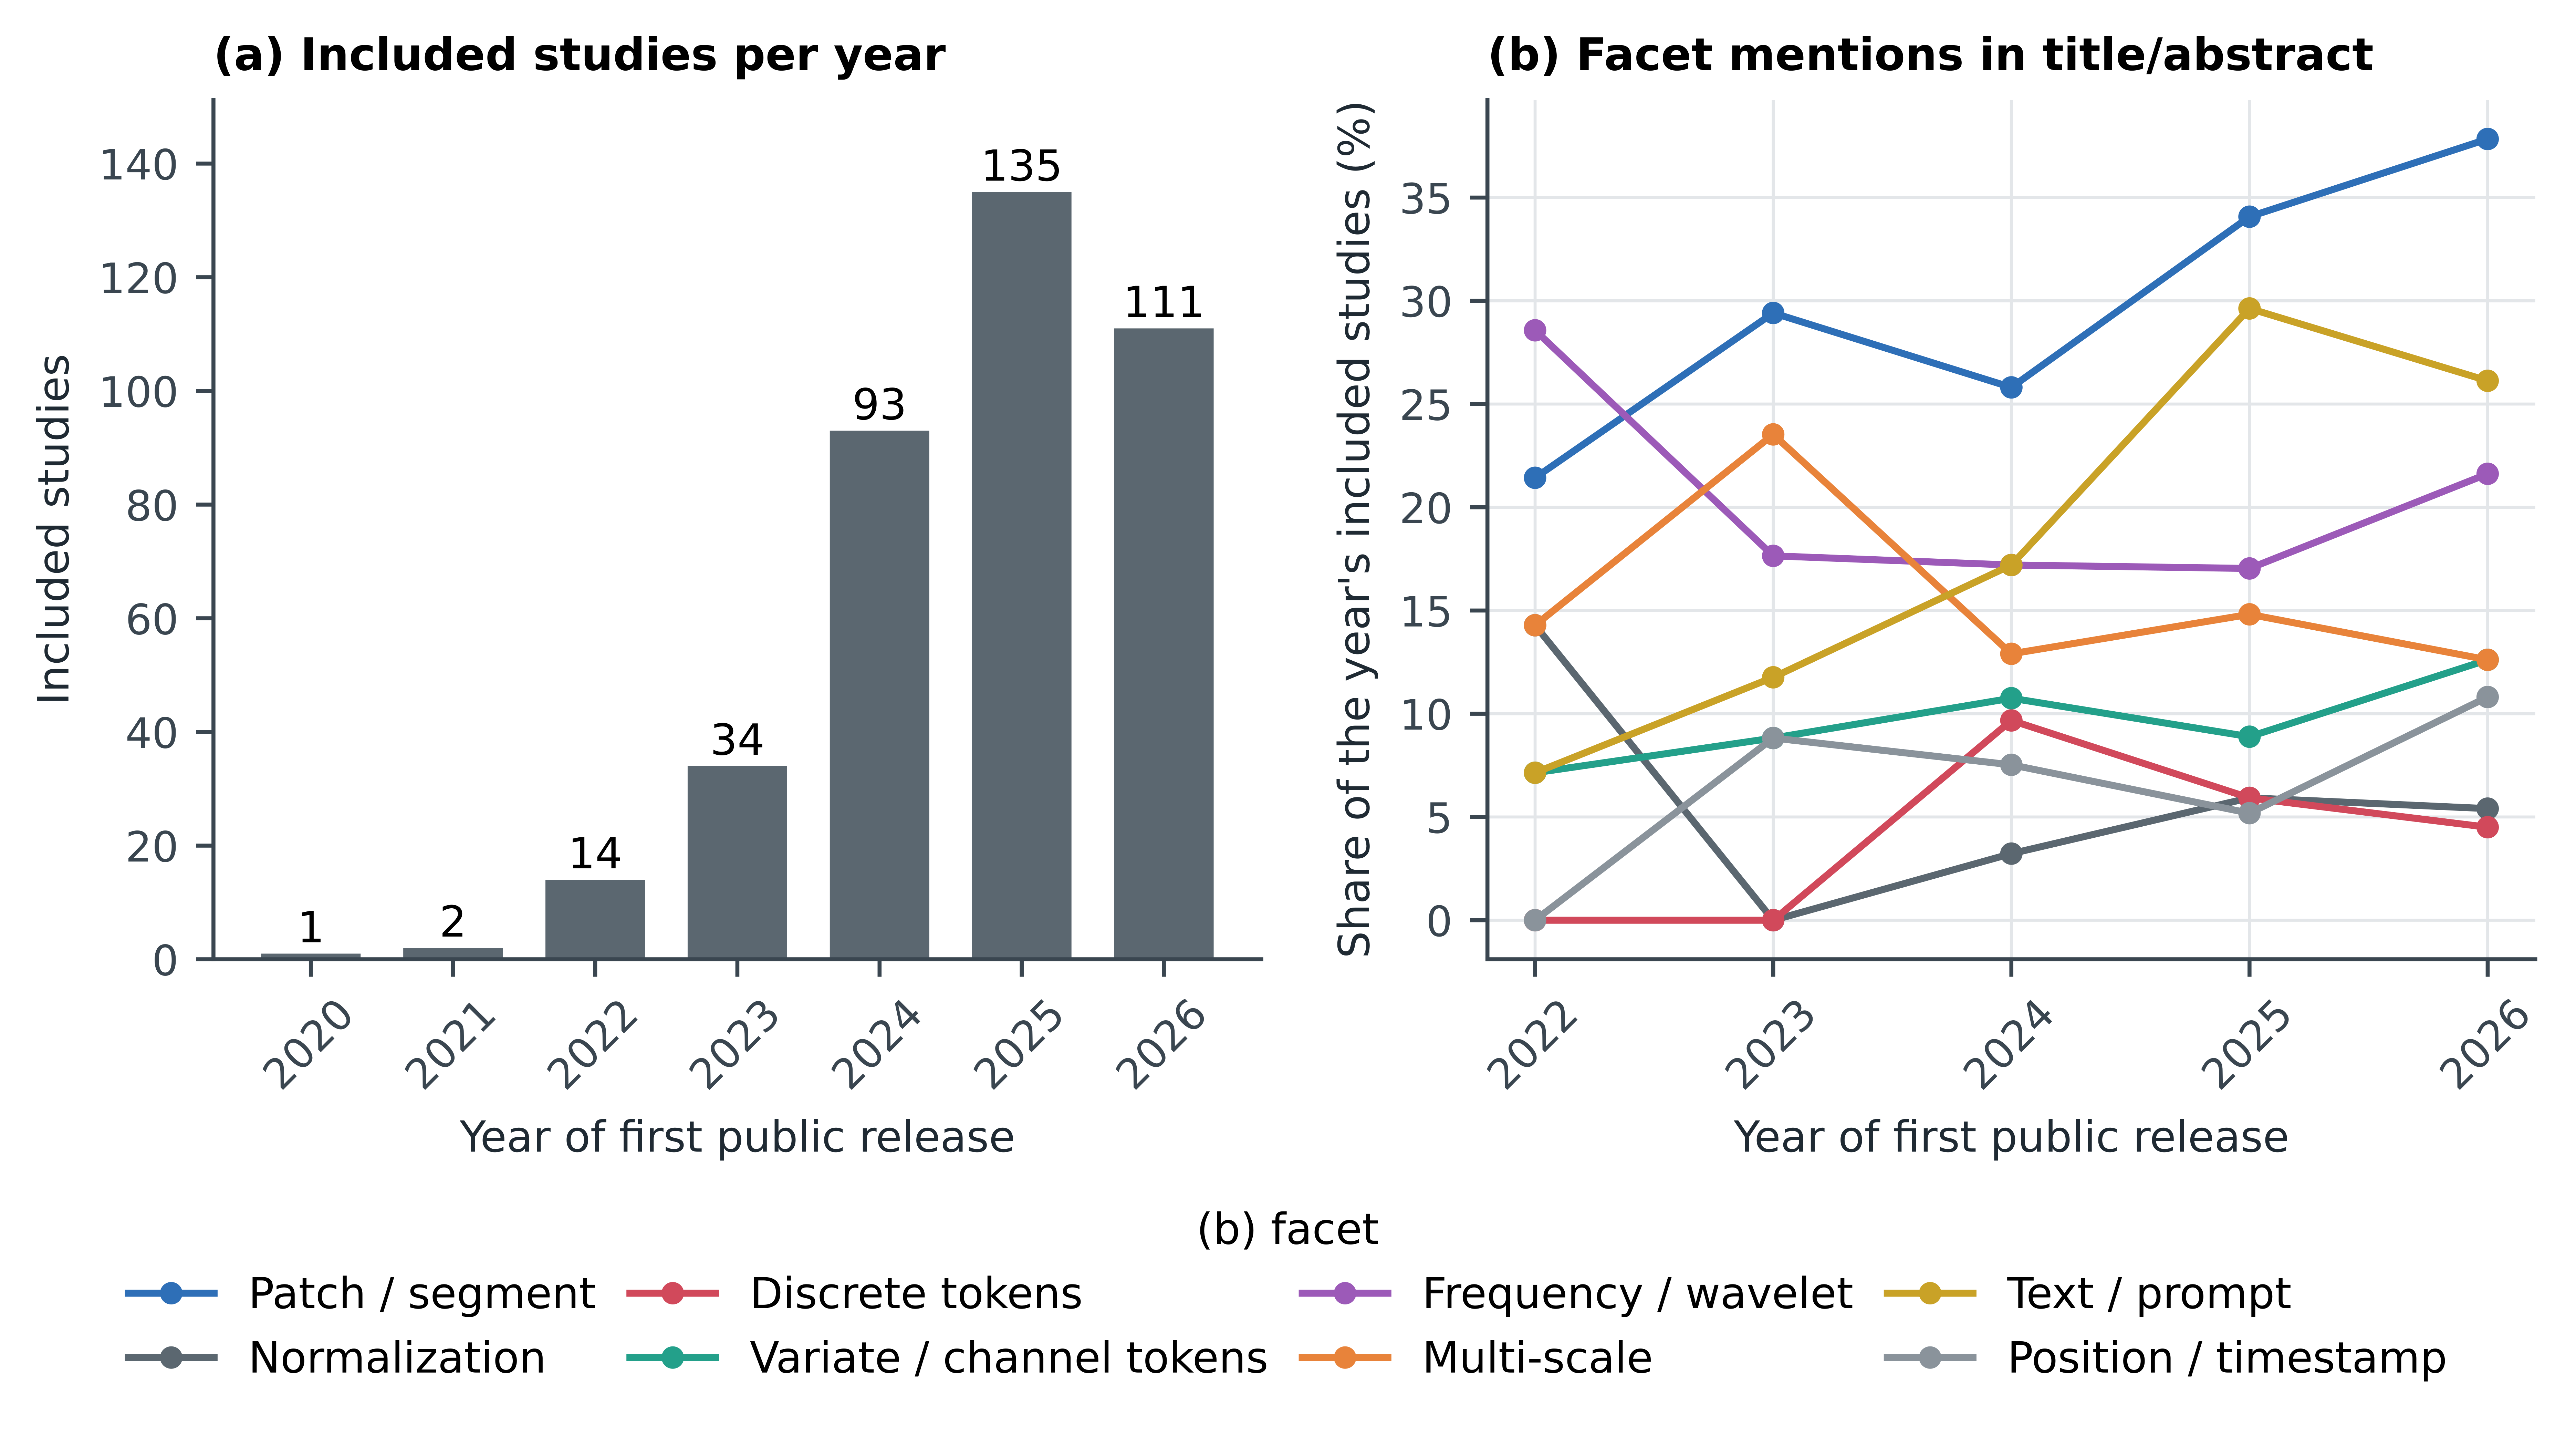 (a) Included studies per year
Included studies
140
120
100
80
60
40
20
0
1
2
14
34
93
135
111
2020
2021
2022
2023
2024
2025
2026
Year of first public release
(b) Facet mentions in title/abstract
Share of the year's included studies (%)
35
30
25
20
15
10
5
0
2022
2023
2024
2025
2026
Year of first public release
(b) facet
Patch / segment
Discrete tokens
Frequency / wavelet
Text / prompt
Normalization
Variate / channel tokens
Multi-scale
Position / timestamp